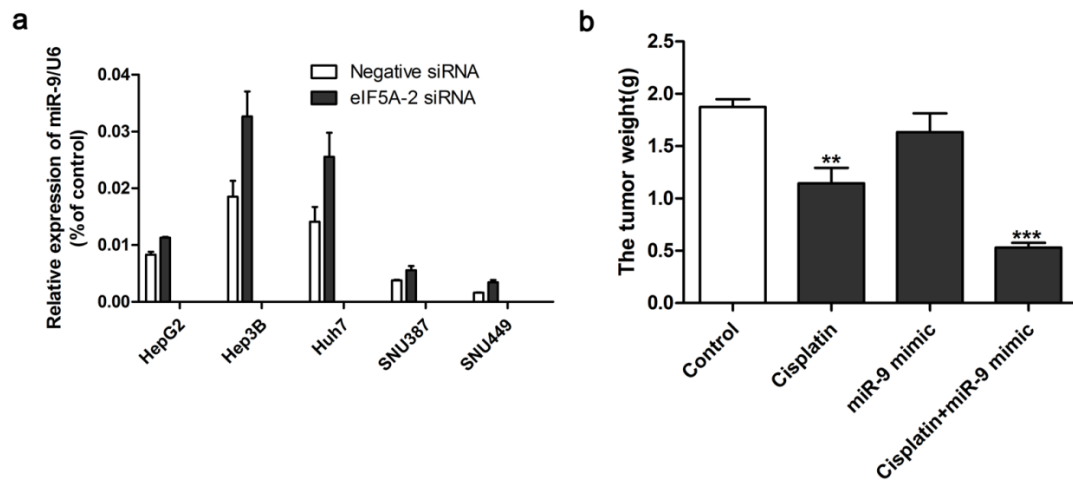 a
Relative expression of miR-9/U6
(%of control)
0.04
0.03
0.02
0.01
0.00
Negative siRNA
eIF5A-2 siRNA
HepG2
Hep3B
Huh7
SNU387
SNU449
b
The tumor weight(g)
2.5
2.0
1.5
1.0
0.5
0.0
**
***
Control
Cisplatin
miR-9 mimic
Cisplatin+miR-9 mimic